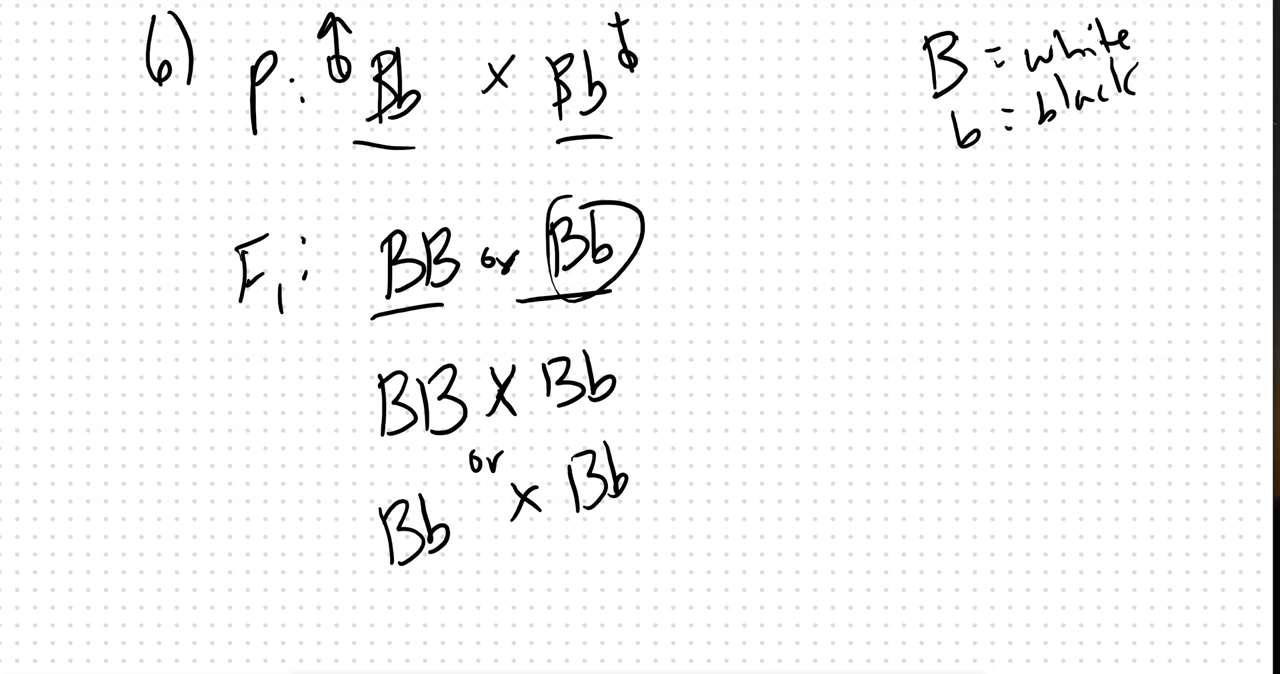 6) P: ♂ Bb x Bb ♀
B = white
b = black
F1: BB or Bb
BB X Bb
or
Bb x Bb